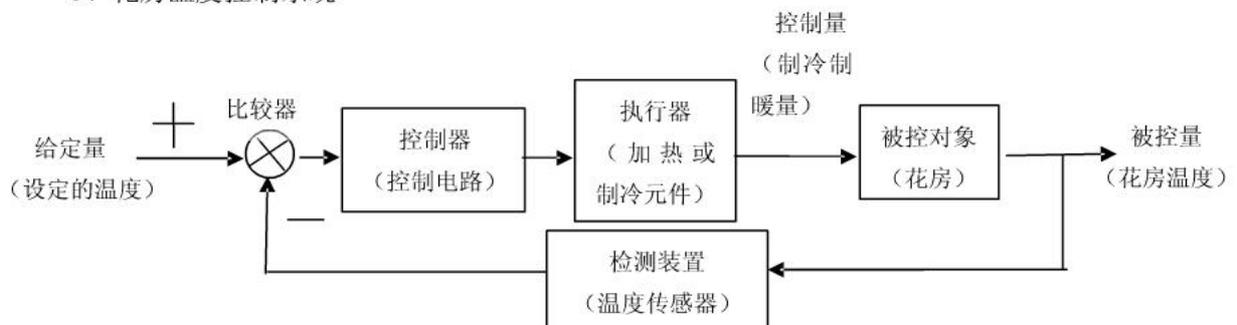 控制量
（制冷制
暖量）
比较器
+
给定量
（设定的温度）
控制器
（控制电路）
执行器
（加热或
制冷元件）
被控对象
（花房）
被控量
（花房温度）
—
检测装置
（温度传感器）